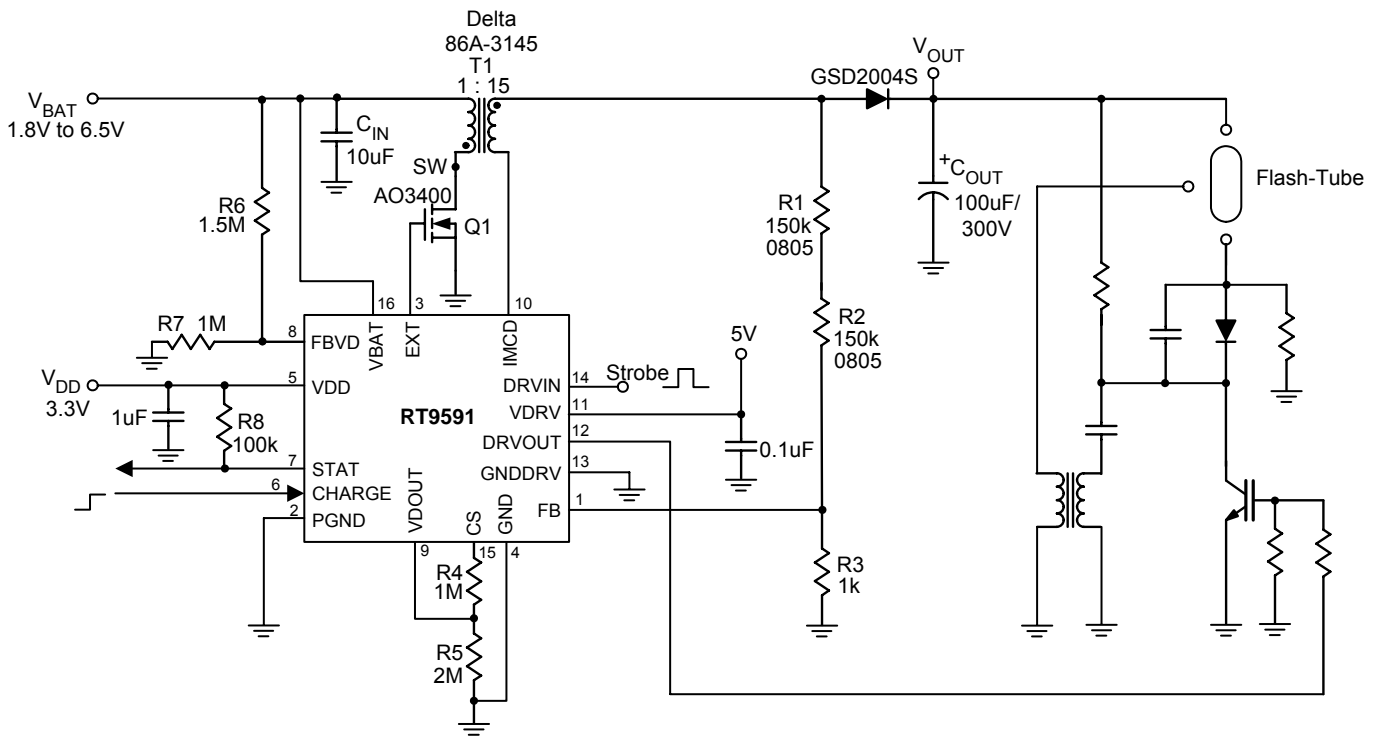 Delta
86A-3145
T1
1 : 15
V_BAT
1.8V to 6.5V
C_IN
10uF
SW
AO3400
Q1
R6
1.5M
GSD2004S
V_OUT
R1
150k
0805
+C_OUT
100uF/
300V
Flash-Tube
R2
150k
0805
R7 1M
8 FBVD
16 VBAT
3 EXT
10 IMCD
5V
V_DD
3.3V
5 VDD
1uF
R8
100k
RT9591
DRVIN 14
Strobe
VDRV 11
DRVOUT 12
0.1uF
GNDDRV 13
7 STAT
6 CHARGE
2 PGND
FB 1
VDOUT 9
CS 15
GND 4
R3
1k
R4
1M
R5
2M